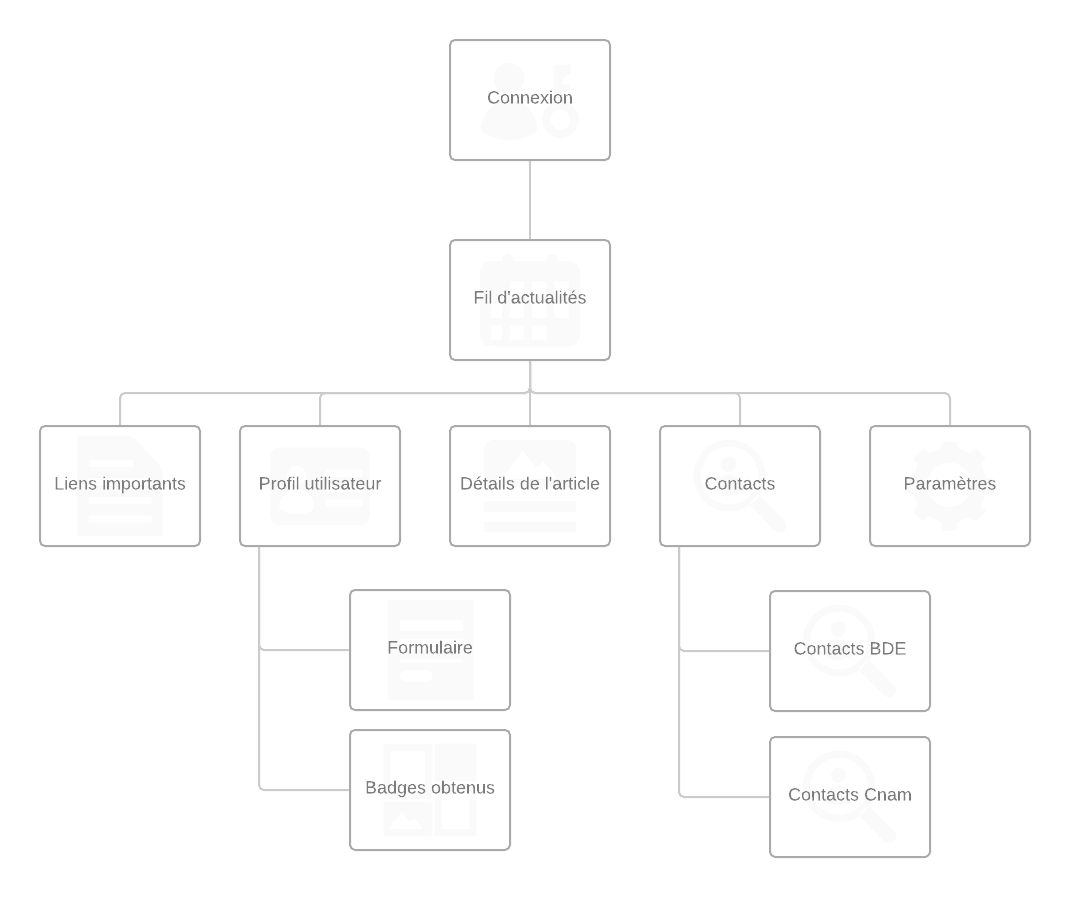 Connexion
Fil d'actualités
Liens importants
Profil utilisateur
Détails de l'article
Contacts
Paramètres
Formulaire
Contacts BDE
Badges obtenus
Contacts Cnam